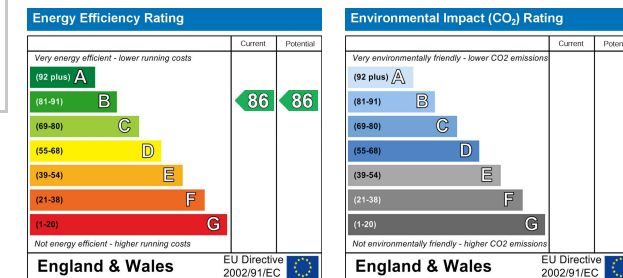 Energy Efficiency Rating
Current Potential
Very energy efficient - lower running costs
(92 plus) A
(81-91) B 86 86
(69-80) C
(55-68) D
(39-54) E
(21-38) F
(1-20) G
Not energy efficient - higher running costs
England & Wales
EU Directive
2002/91/EC
Environmental Impact (CO2) Rating
Current Poten
Very environmentally friendly - lower CO2 emissions
(92 plus) A
(81-91) B
(69-80) C
(55-68) D
(39-54) E
(21-38) F
(1-20) G
Not environmentally friendly - higher CO2 emissions
England & Wales
EU Directive
2002/91/EC